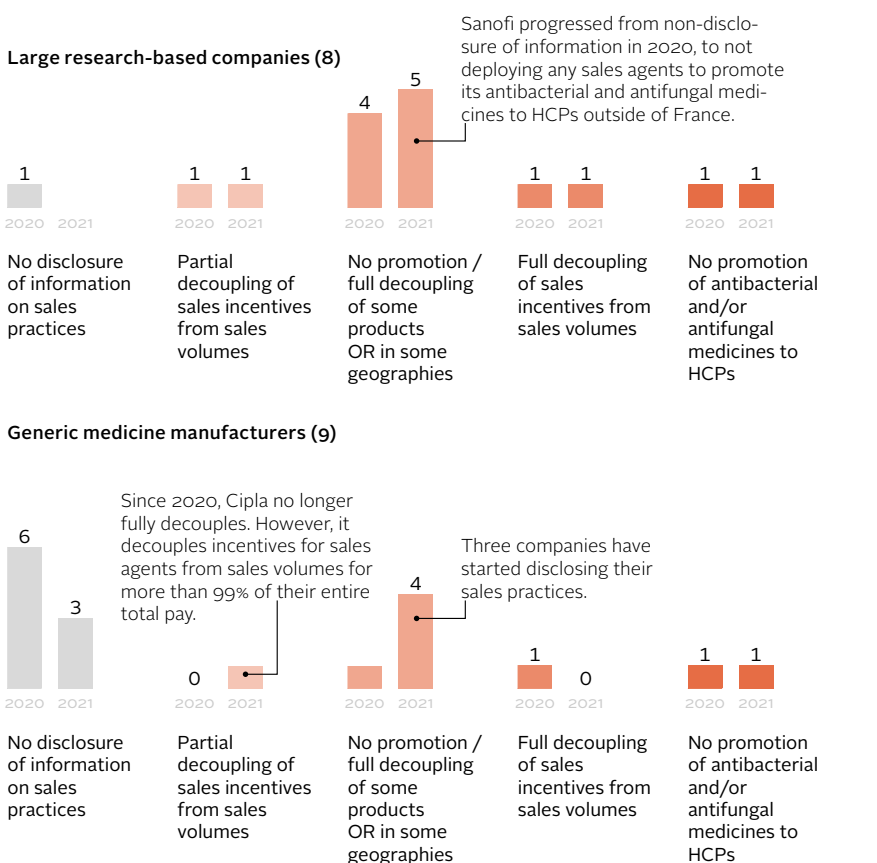 Sanofi progressed from non-disclo-
sure of information in 2020, to not
deploying any sales agents to promote
its antibacterial and antifungal medi-
cines to HCPs outside of France.
Large research-based companies (8)
1
1
1
4
5
1
1
1
1
2020 2021
2020 2021
2020 2021
2020 2021
2020 2021
No disclosure
of information
on sales
practices
Partial
decoupling of
sales incentives
from sales
volumes
No promotion /
full decoupling
of some
products
OR in some
geographies
Full decoupling
of sales
incentives from
sales volumes
No promotion
of antibacterial
and/or
antifungal
medicines to
HCPs
Generic medicine manufacturers (9)
Since 2020, Cipla no longer
fully decouples. However, it
decouples incentives for sales
agents from sales volumes for
more than 99% of their entire
total pay.
Three companies have
started disclosing their
sales practices.
6
3
0
4
1
0
1
1
2020 2021
2020 2021
2020 2021
2020 2021
2020 2021
No disclosure
of information
on sales
practices
Partial
decoupling of
sales incentives
from sales
volumes
No promotion /
full decoupling
of some
products
OR in some
geographies
Full decoupling
of sales
incentives from
sales volumes
No promotion
of antibacterial
and/or
antifungal
medicines to
HCPs